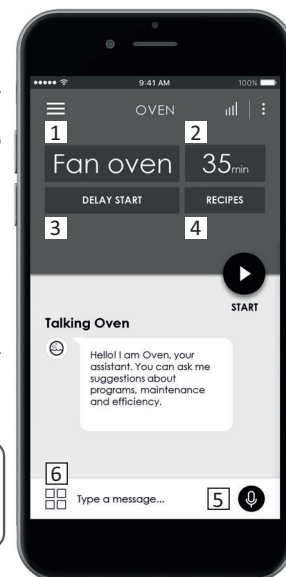 9:41 AM 100%
OVEN
1 2
Fan oven 35min
3 4
DELAY START RECIPES
START
Talking Oven
Hello! I am Oven, your
assistant. You can ask me
suggestions about
programs, maintenance
and efficiency.
6
Type a message... 5